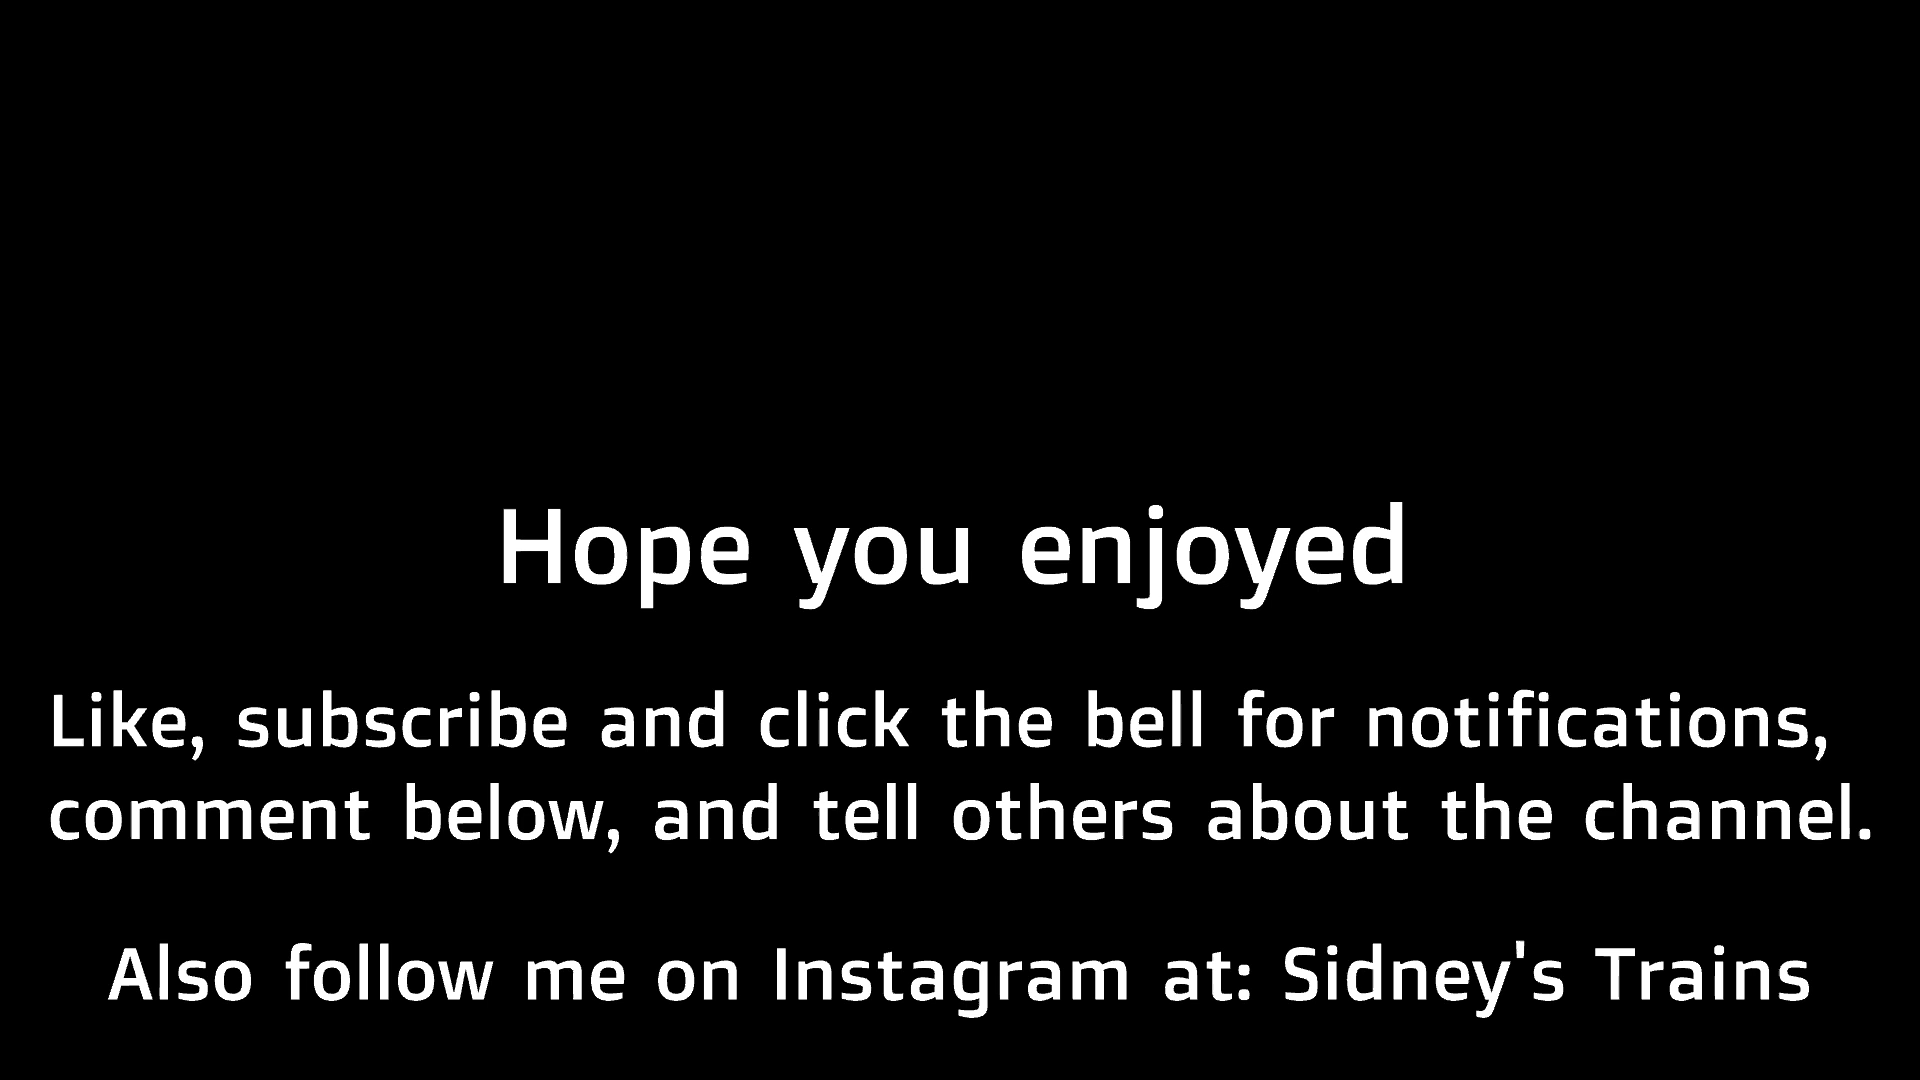 Hope you enjoyed
Like, subscribe and click the bell for notifications,
comment below, and tell others about the channel.
Also follow me on Instagram at: Sidney's Trains